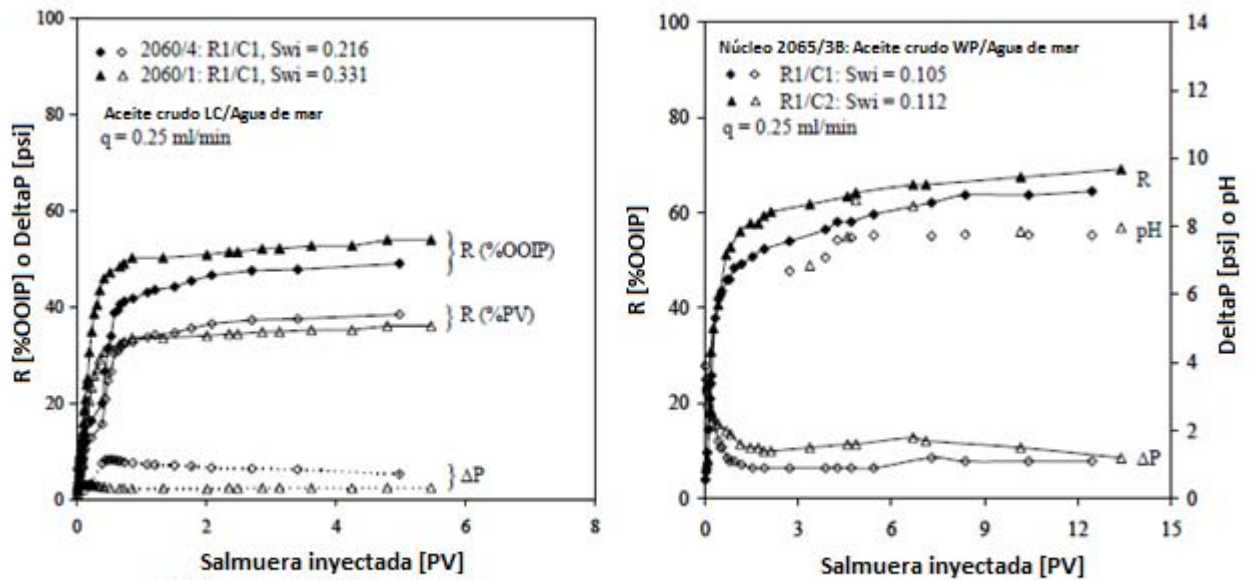 100
80
60
40
20
0
0
2
4
6
8
R [%OOIP] o DeltaP [psi]
Salmuera inyectada [PV]
2060/4: R1/C1, Swi = 0.216
2060/1: R1/C1, Swi = 0.331
Aceite crudo LC/Agua de mar
q = 0.25 ml/min
} R (%OOIP)
} R (%PV)
} ΔP
100
80
60
40
20
0
0
3
6
9
12
15
14
12
10
8
6
4
2
0
R [%OOIP]
DeltaP [psi] o pH
Salmuera inyectada [PV]
Núcleo 2065/3B: Aceite crudo WP/Agua de mar
R1/C1: Swi = 0.105
R1/C2: Swi = 0.112
q = 0.25 ml/min
R
pH
ΔP